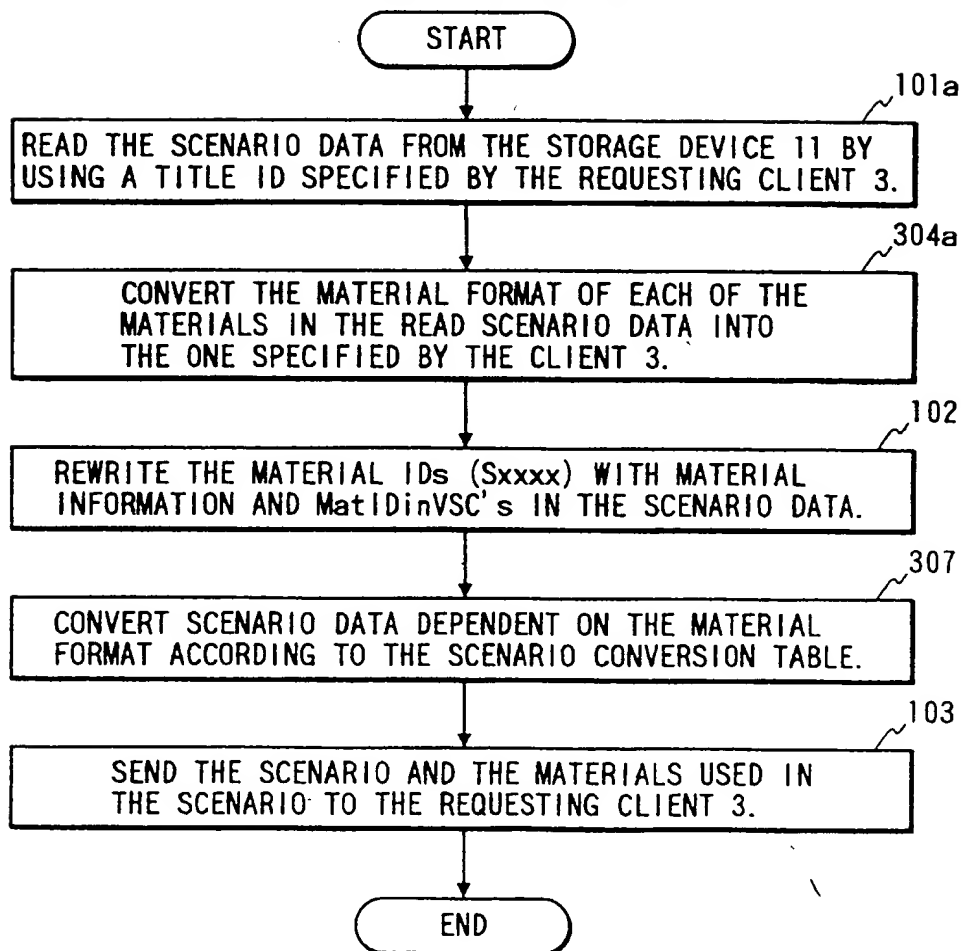 START
101a
READ THE SCENARIO DATA FROM THE STORAGE DEVICE 11 BY
USING A TITLE ID SPECIFIED BY THE REQUESTING CLIENT 3.
304a
CONVERT THE MATERIAL FORMAT OF EACH OF THE
MATERIALS IN THE READ SCENARIO DATA INTO
THE ONE SPECIFIED BY THE CLIENT 3.
102
REWRITE THE MATERIAL IDs (Sxxxx) WITH MATERIAL
INFORMATION AND MatIDinVSC's IN THE SCENARIO DATA.
307
CONVERT SCENARIO DATA DEPENDENT ON THE MATERIAL
FORMAT ACCORDING TO THE SCENARIO CONVERSION TABLE.
103
SEND THE SCENARIO AND THE MATERIALS USED IN
THE SCENARIO TO THE REQUESTING CLIENT 3.
END